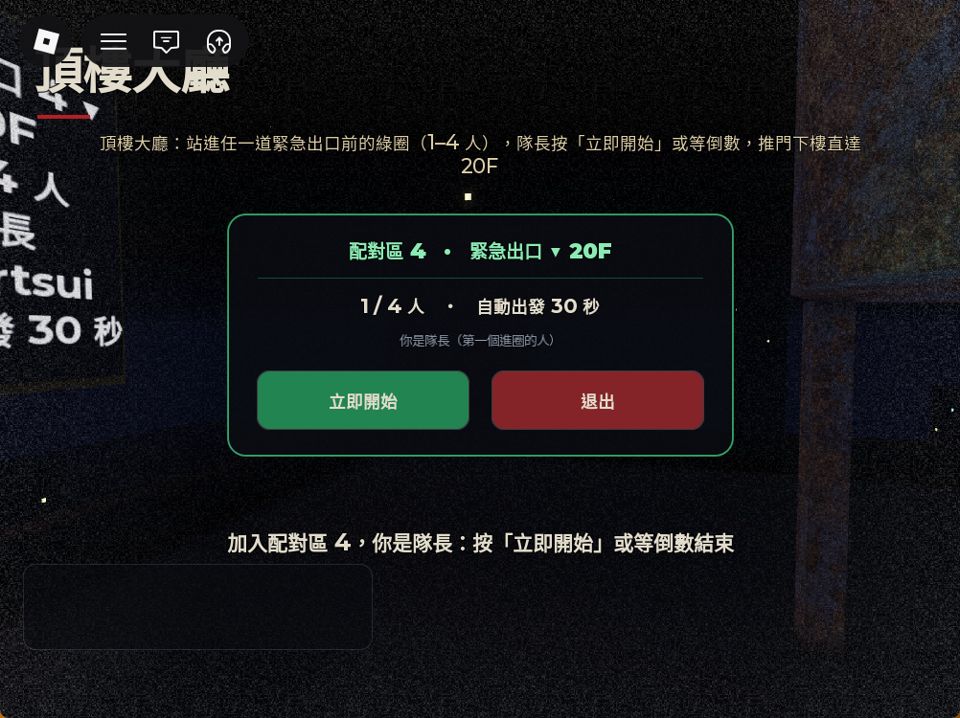 頂樓大廳
頂樓大廳：站進任一道緊急出口前的綠圈（1–4 人），隊長按「立即開始」或等倒數，推門下樓直達
20F
配對區 4 • 緊急出口 ▼ 20F
1 / 4 人 • 自動出發 30 秒
你是隊長（第一個進圈的人）
立即開始
退出
加入配對區 4，你是隊長：按「立即開始」或等倒數結束
口 4 ▼
0F
4 人
長
rtsui
發 30 秒